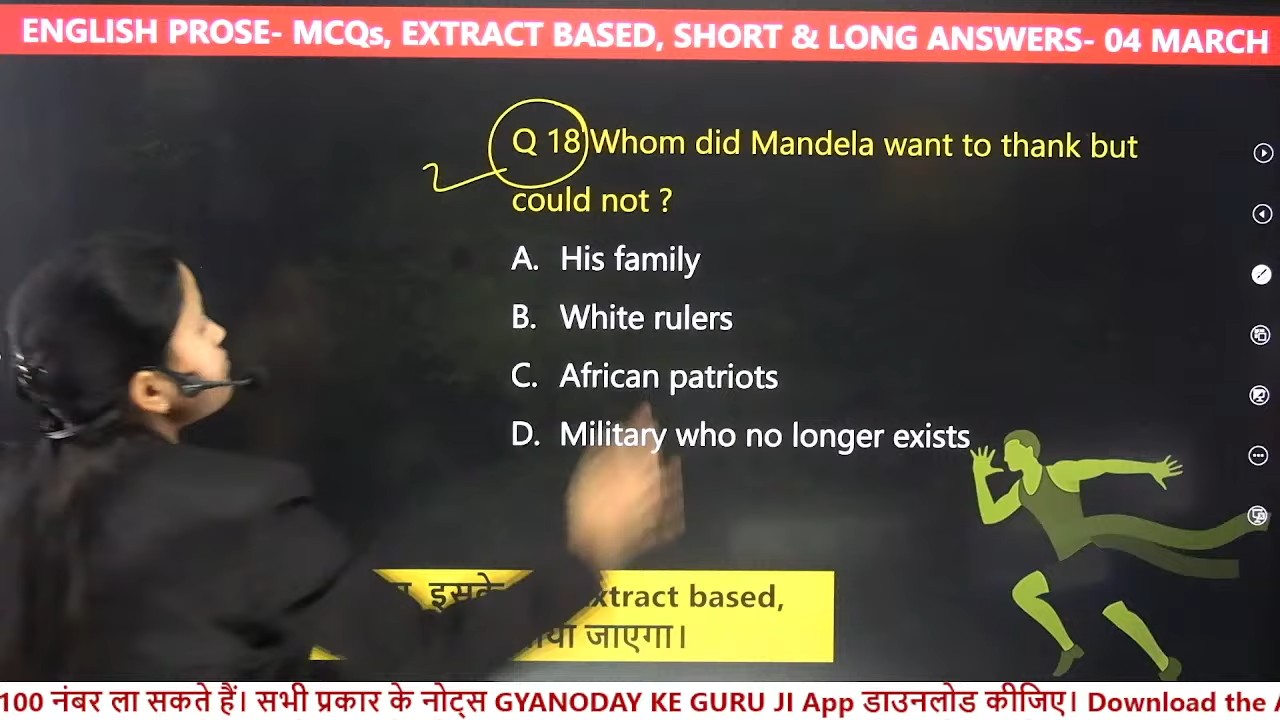 ENGLISH PROSE- MCQs, EXTRACT BASED, SHORT & LONG ANSWERS- 04 MARCH
Q 18 Whom did Mandela want to thank but
could not ?
A. His family
B. White rulers
C. African patriots
D. Military who no longer exists
इसके xtract based,
जाएगा।
100 नंबर ला सकते हैं। सभी प्रकार के नोट्स GYANODAY KE GURU JI App डाउनलोड कीजिए। Download the